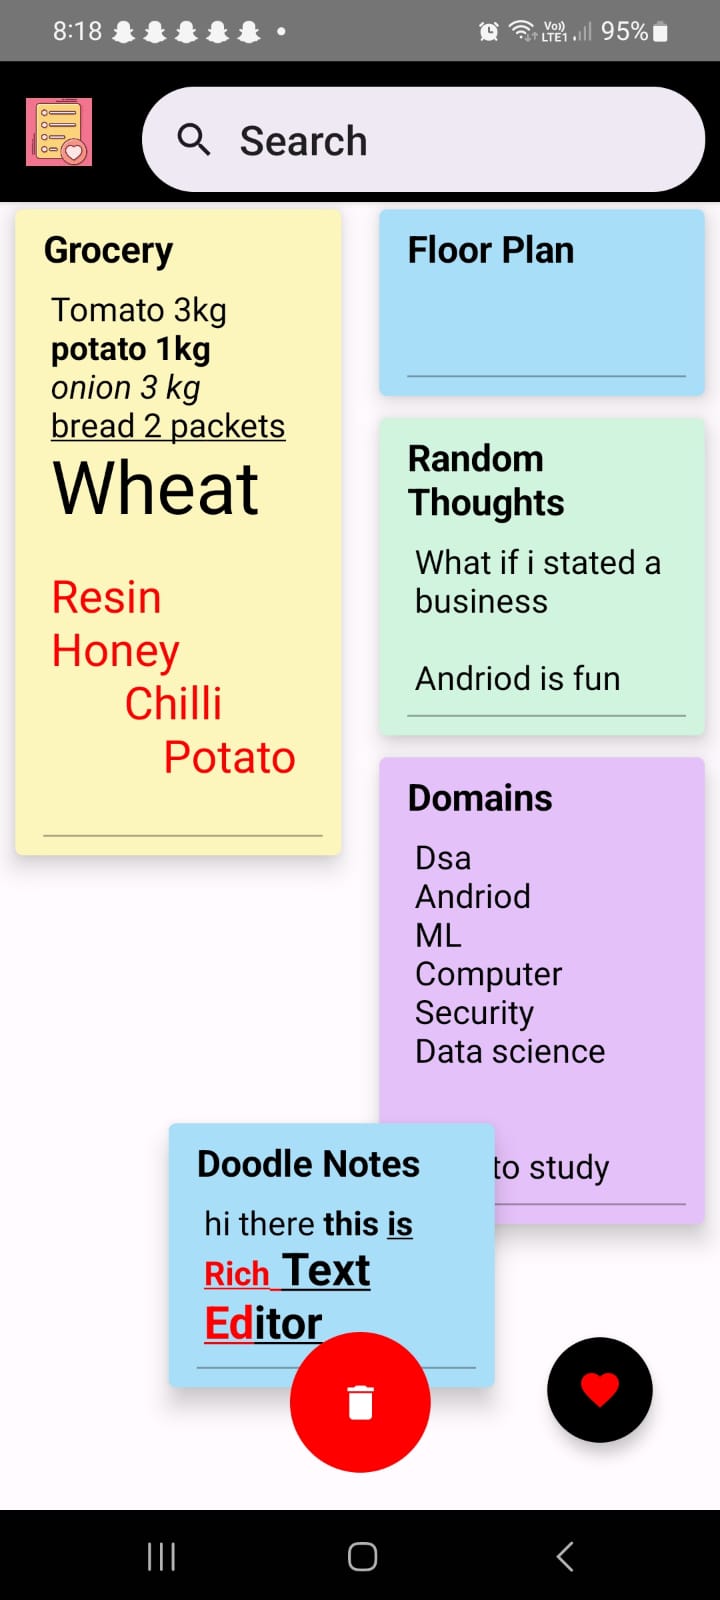 8:18
Vo))
LTE1
95%
Search
Grocery
Tomato 3kg
potato 1kg
onion 3 kg
bread 2 packets
Wheat
Resin
Honey
Chilli
Potato
Floor Plan
Random
Thoughts
What if i stated a
business
Andriod is fun
Domains
Dsa
Andriod
ML
Computer
Security
Data science
to study
Doodle Notes
hi there this is
Rich Text
Editor